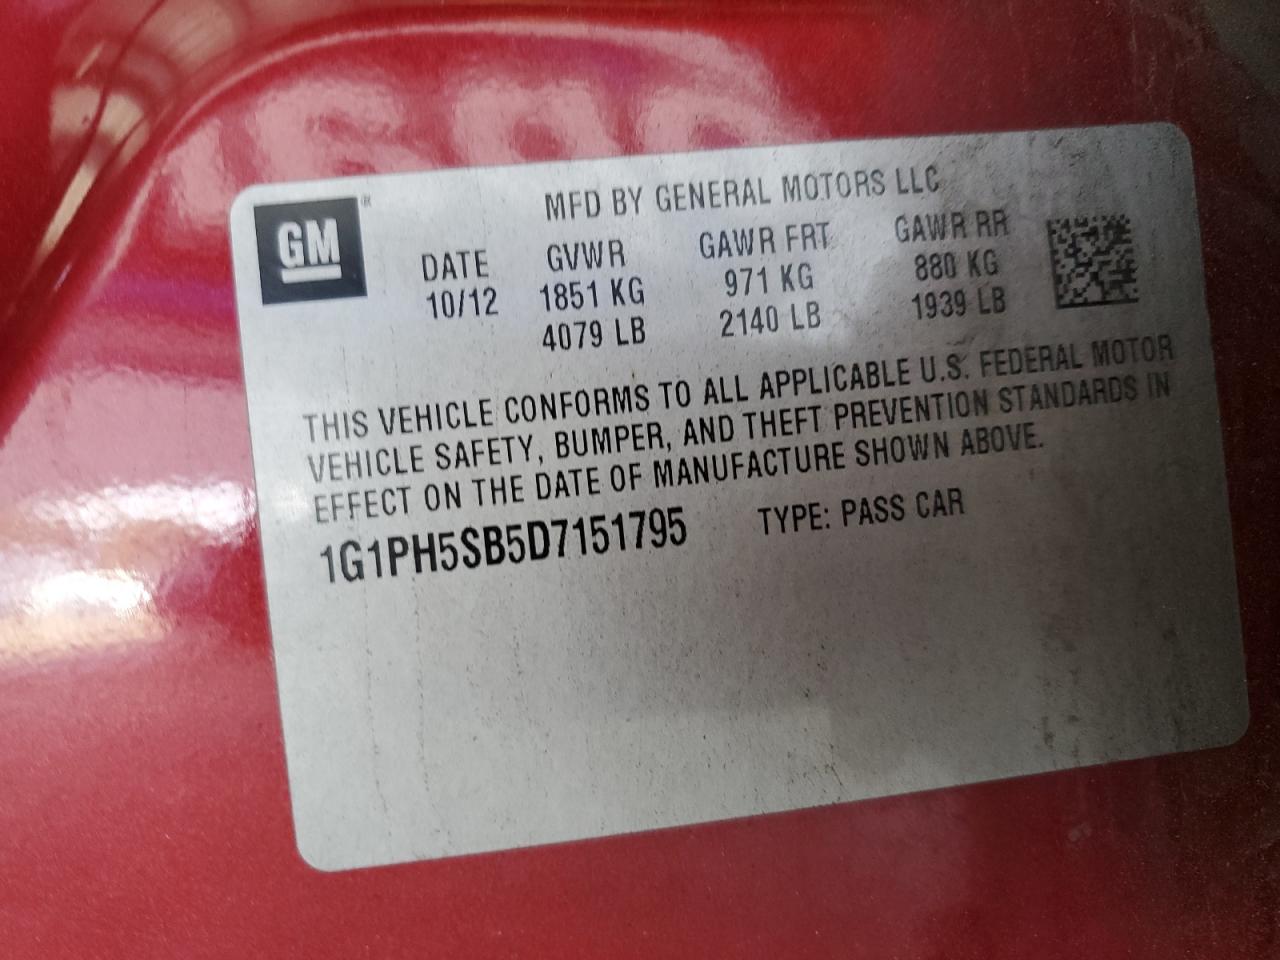 GM®
MFD BY GENERAL MOTORS LLC
DATE GVWR GAWR FRT GAWR RR
10/12 1851 KG 971 KG 880 KG
4079 LB 2140 LB 1939 LB
THIS VEHICLE CONFORMS TO ALL APPLICABLE U.S. FEDERAL MOTOR
VEHICLE SAFETY, BUMPER, AND THEFT PREVENTION STANDARDS IN
EFFECT ON THE DATE OF MANUFACTURE SHOWN ABOVE.
1G1PH5SB5D7151795 TYPE: PASS CAR